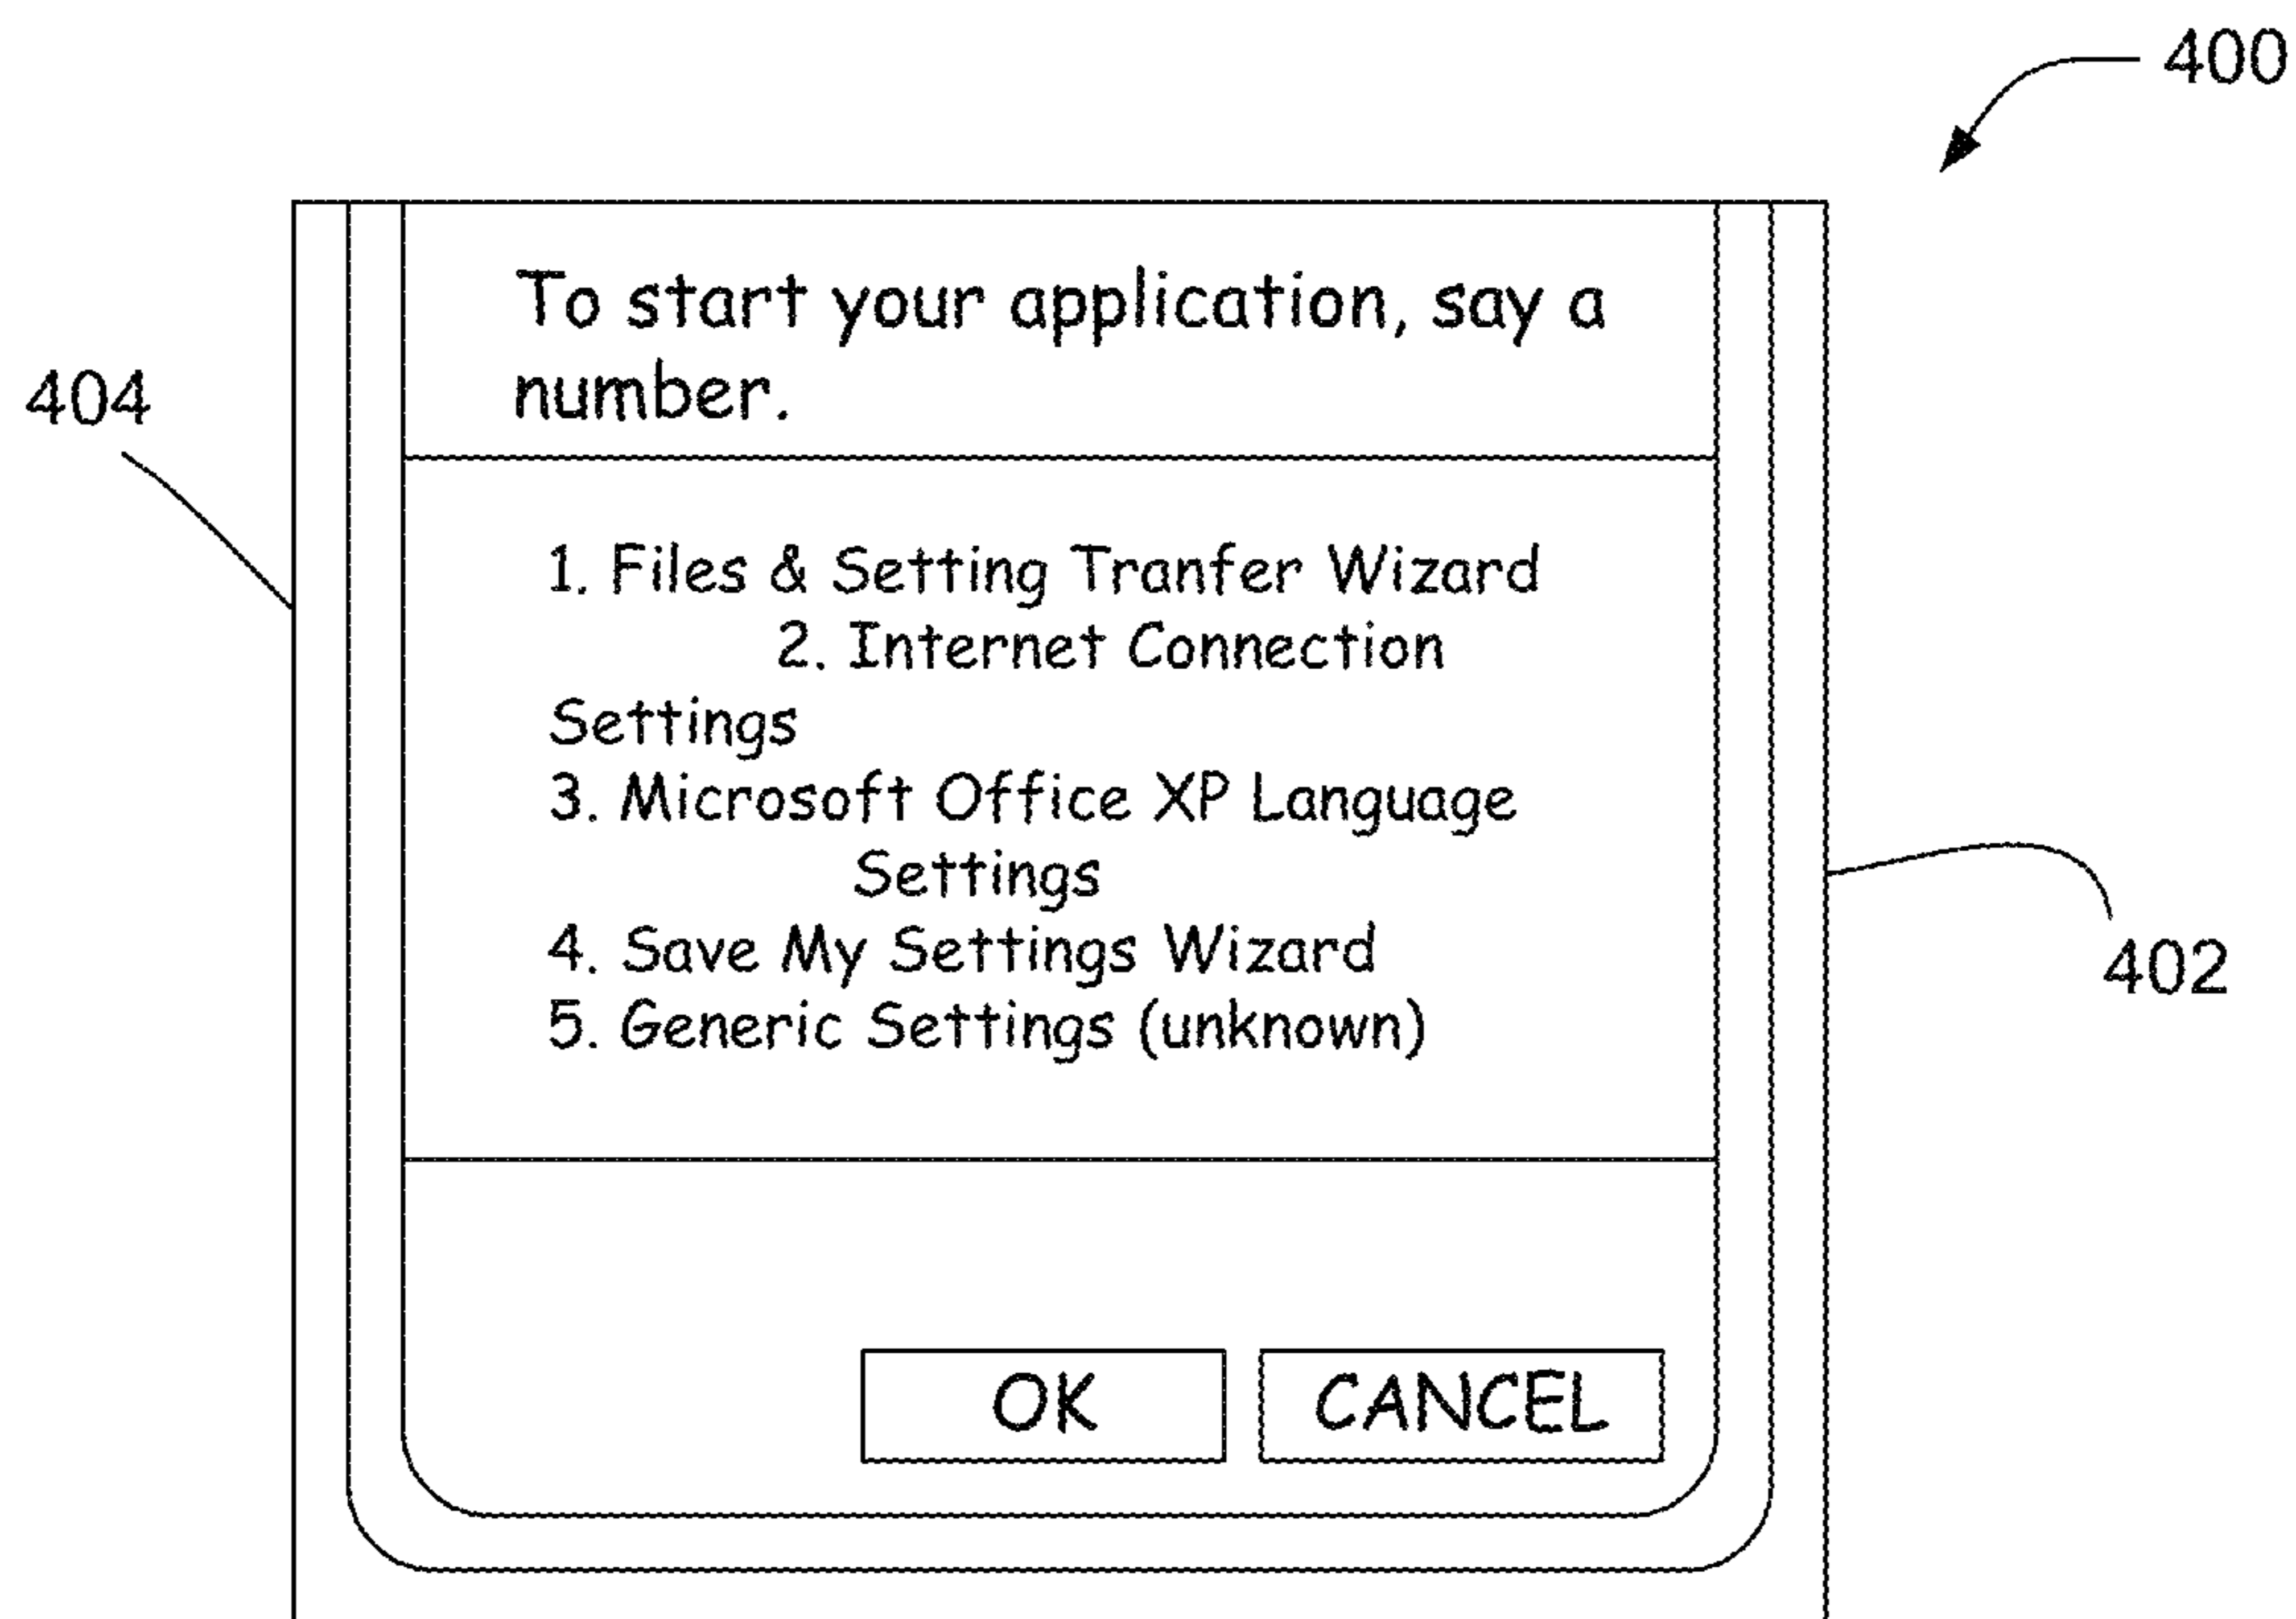 400
To start your application, say a
number.
404
1. Files & Setting Tranfer Wizard
2. Internet Connection
Settings
3. Microsoft Office XP Language
Settings
4. Save My Settings Wizard
5. Generic Settings (unknown)
402
OK CANCEL